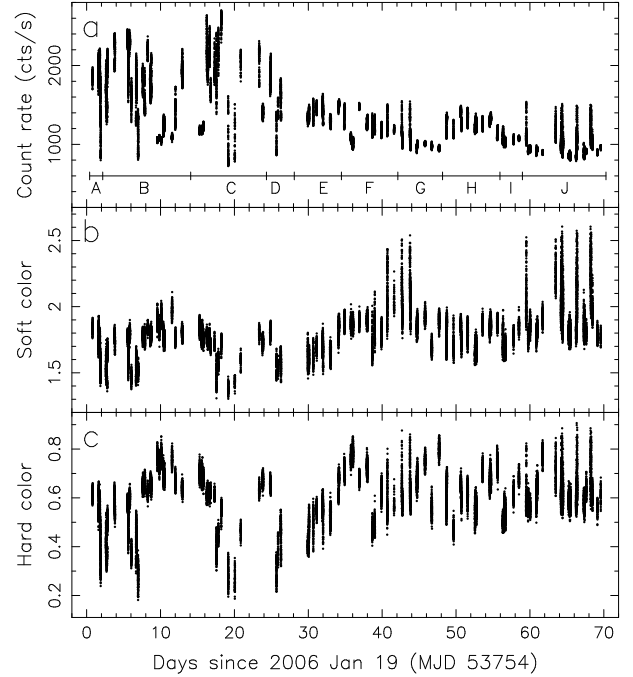 a
Count rate (cts/s)
2000
1000
A B C D E F G H I J
b
Soft color
2.5
2
1.5
c
Hard color
0.8
0.6
0.4
0.2
0 10 20 30 40 50 60 70
Days since 2006 Jan 19 (MJD 53754)